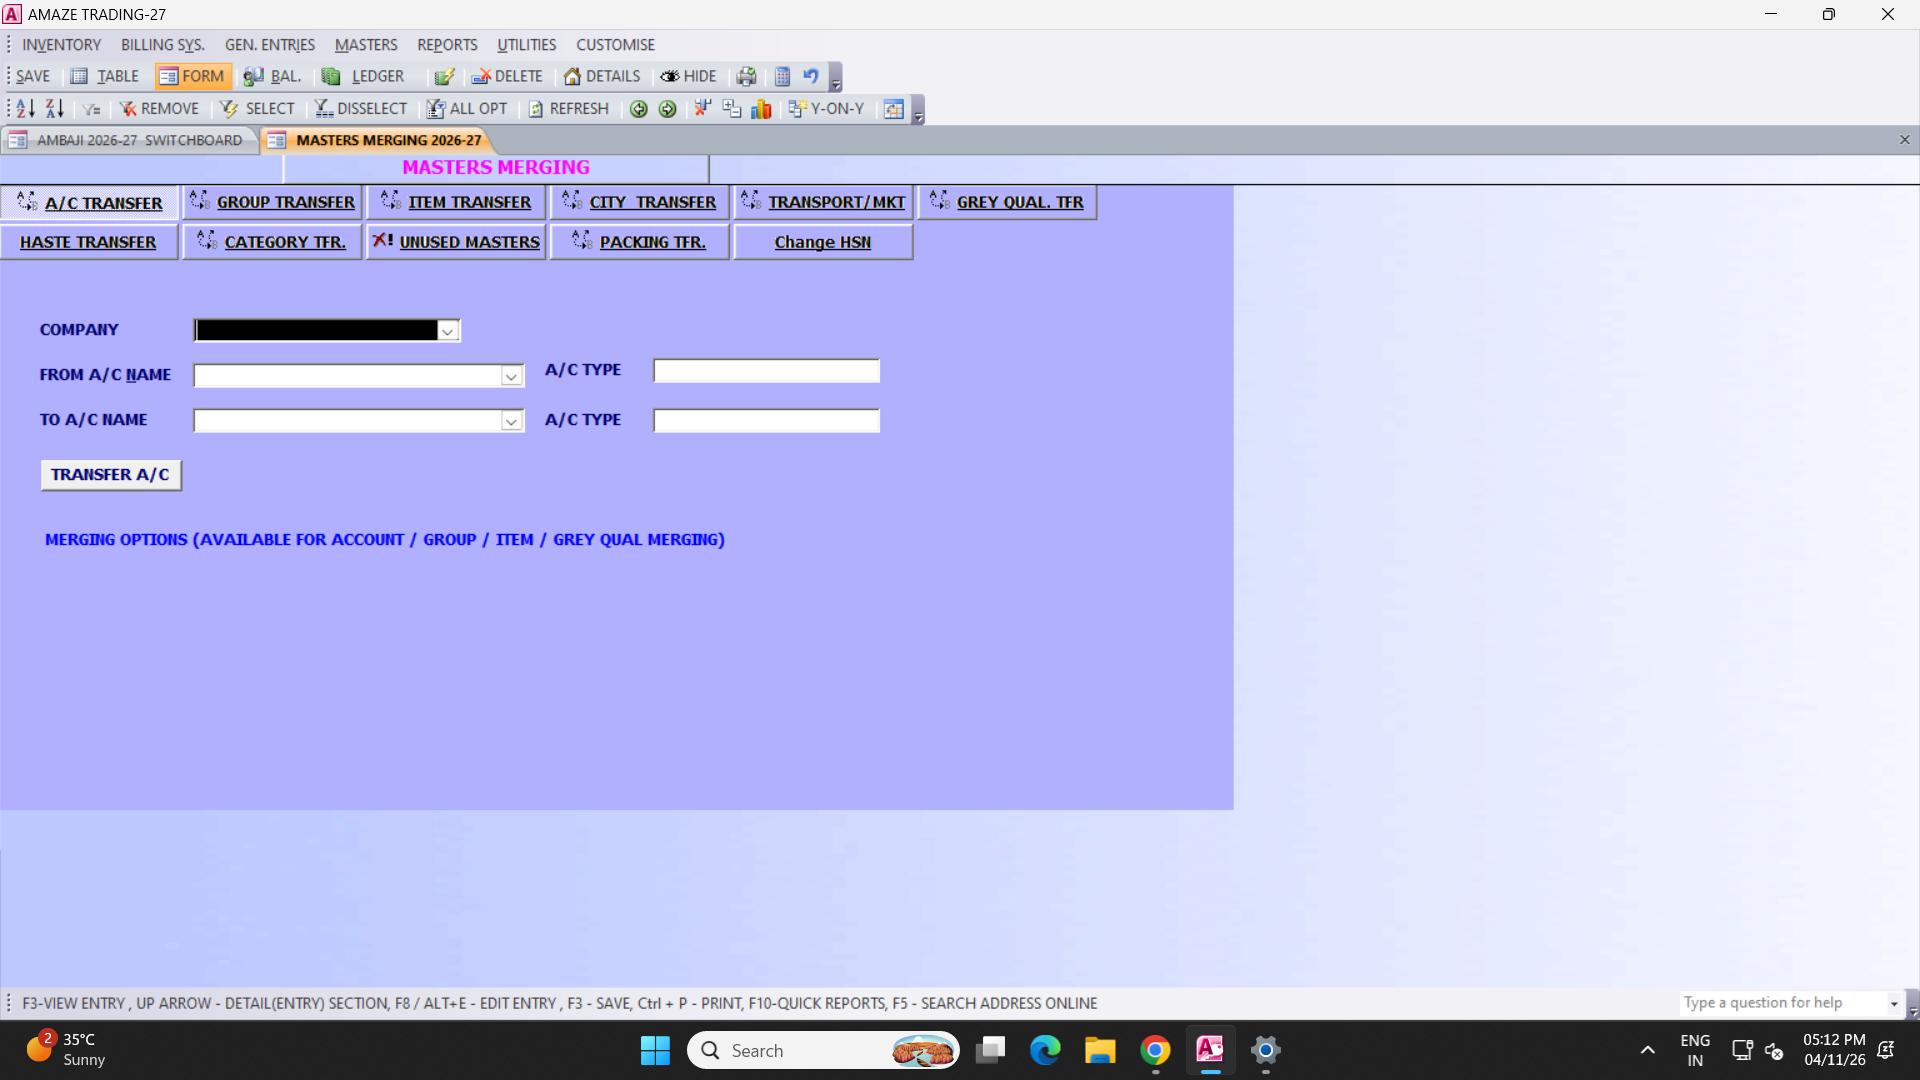 AMAZE TRADING-27
INVENTORY BILLING SYS. GEN. ENTRIES MASTERS REPORTS UTILITIES CUSTOMISE
SAVE TABLE FORM BAL. LEDGER DELETE DETAILS HIDE
REMOVE SELECT DISSELECT ALL OPT REFRESH Y-ON-Y
AMBAJI 2026-27 SWITCHBOARD MASTERS MERGING 2026-27
MASTERS MERGING
A/C TRANSFER GROUP TRANSFER ITEM TRANSFER CITY TRANSFER TRANSPORT/MKT GREY QUAL. TFR
HASTE TRANSFER CATEGORY TFR. UNUSED MASTERS PACKING TFR. Change HSN
COMPANY
FROM A/C NAME A/C TYPE
TO A/C NAME A/C TYPE
TRANSFER A/C
MERGING OPTIONS (AVAILABLE FOR ACCOUNT / GROUP / ITEM / GREY QUAL MERGING)
F3-VIEW ENTRY , UP ARROW - DETAIL(ENTRY) SECTION, F8 / ALT+E - EDIT ENTRY , F3 - SAVE, Ctrl + P - PRINT, F10-QUICK REPORTS, F5 - SEARCH ADDRESS ONLINE Type a question for help
2 35°C
Sunny
Search
ENG
IN
05:12 PM
04/11/26